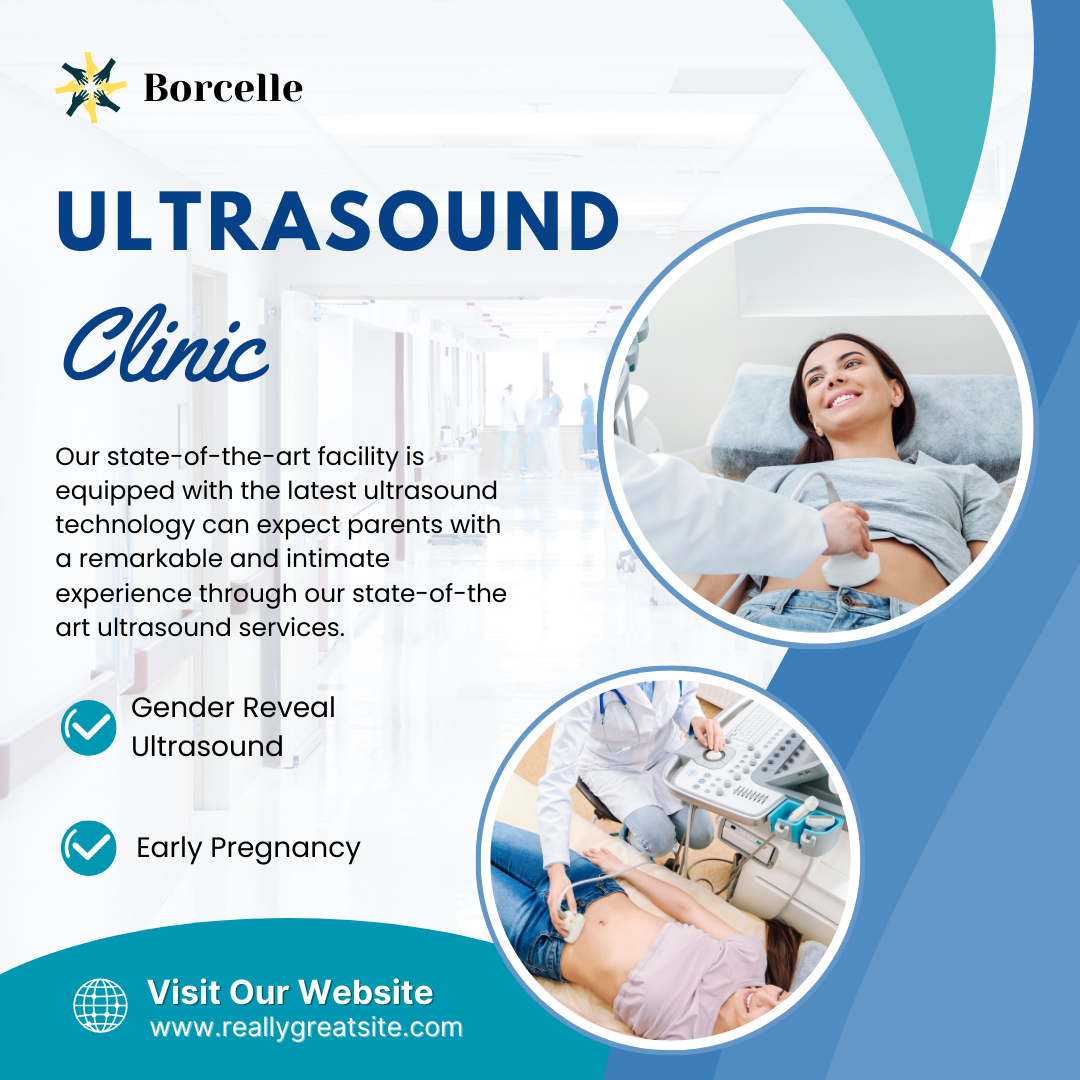 Borcelle
ULTRASOUND
Clinic
Our state-of-the-art facility is
equipped with the latest ultrasound
technology can expect parents with
a remarkable and intimate
experience through our state-of-the
art ultrasound services.
Gender Reveal
Ultrasound
Early Pregnancy
Visit Our Website
www.reallygreatsite.com